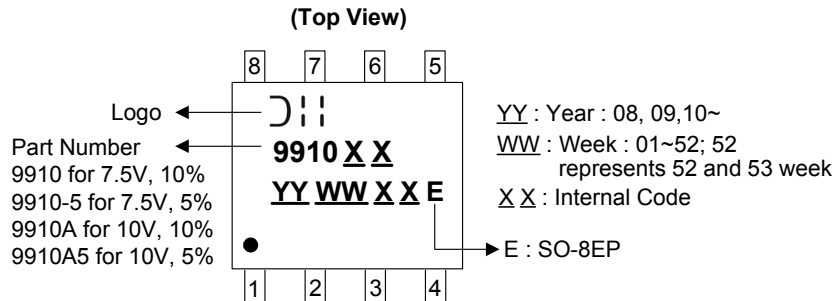 (Top View)
8 7 6 5
Logo
Part Number
9910 for 7.5V, 10%
9910-5 for 7.5V, 5%
9910A for 10V, 10%
9910A5 for 10V, 5%
9910 X X
YY WW X X E
YY : Year : 08, 09,10~
WW : Week : 01~52; 52
represents 52 and 53 week
X X : Internal Code
E : SO-8EP
1 2 3 4